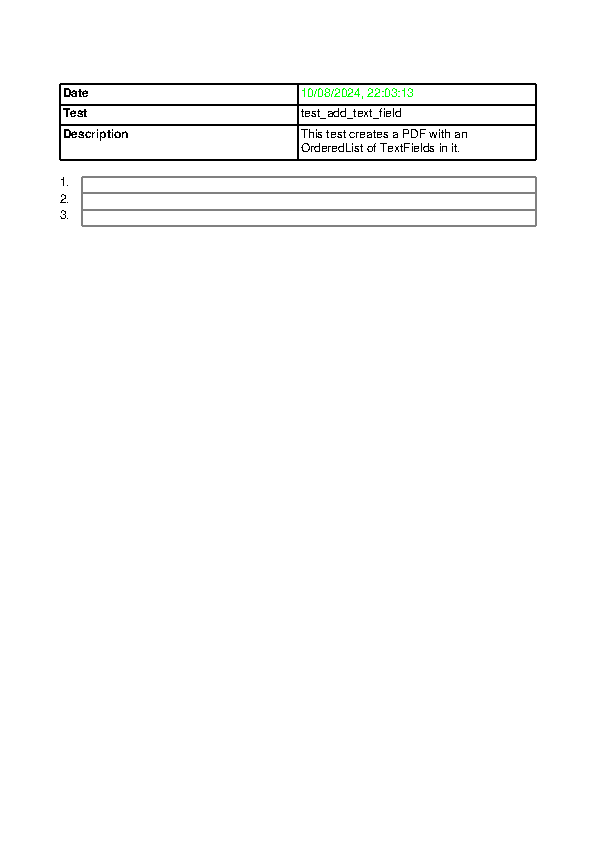 Date 10/08/2024, 22:03:13
Test test_add_text_field
Description This test creates a PDF with an
OrderedList of TextFields in it.
1.
2.
3.